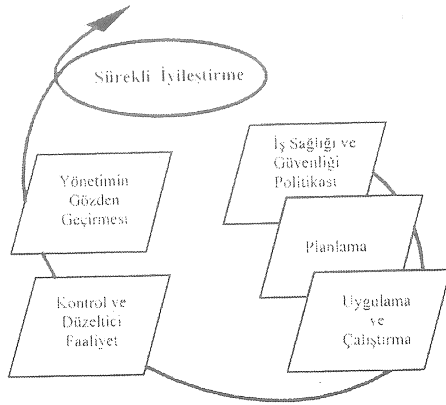 Sürekli İyileştirme
İş Sağlığı ve
Güvenliği
Politikası
Planlama
Uygulama
ve
Çalıştırma
Kontrol ve
Düzeltici
Faaliyet
Yönetimin
Gözden
Geçirmesi